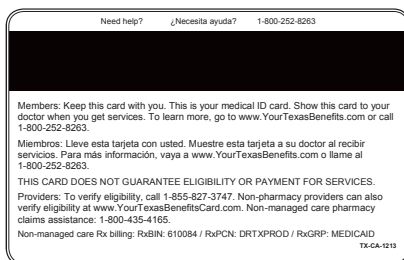 Need help? ¿Necesita ayuda? 1-800-252-8263
Members: Keep this card with you. This is your medical ID card. Show this card to your
doctor when you get services. To learn more, go to www.YourTexasBenefits.com or call
1-800-252-8263.
Miembros: Lleve esta tarjeta con usted. Muestre esta tarjeta a su doctor al recibir
servicios. Para más información, vaya a www.YourTexasBenefits.com o llame al
1-800-252-8263.
THIS CARD DOES NOT GUARANTEE ELIGIBILITY OR PAYMENT FOR SERVICES.
Providers: To verify eligibility, call 1-855-827-3747. Non-pharmacy providers can also
verify eligibility at www.YourTexasBenefitsCard.com. Non-managed care pharmacy
claims assistance: 1-800-435-4165.
Non-managed care Rx billing: RxBIN: 610084 / RxPCN: DRTXPROD / RxGRP: MEDICAID
TX-CA-1213